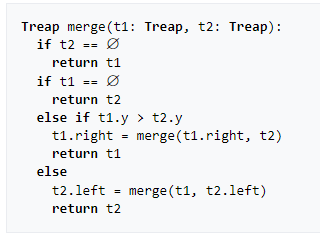 Treap merge(t1: Treap, t2: Treap):
  if t2 == ∅
    return t1
  if t1 == ∅
    return t2
  else if t1.y > t2.y
    t1.right = merge(t1.right, t2)
    return t1
  else
    t2.left = merge(t1, t2.left)
    return t2